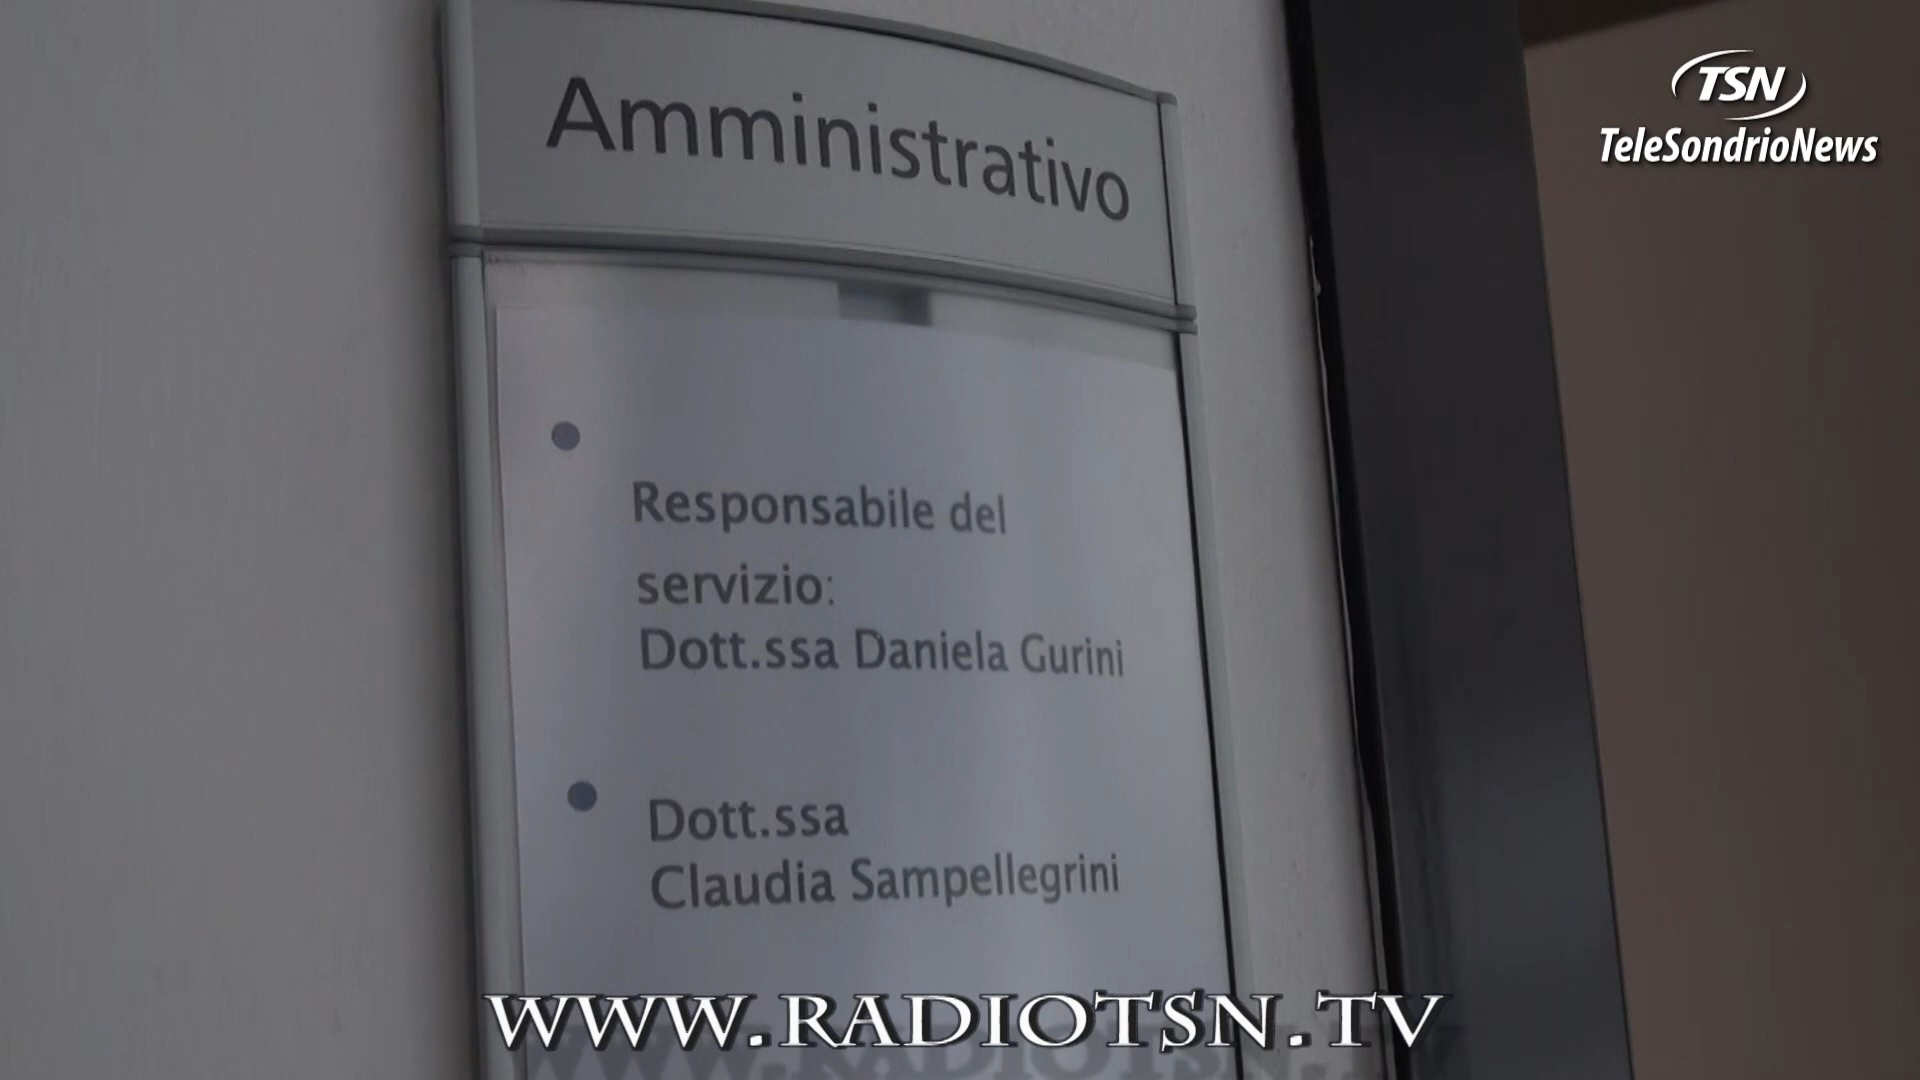 TSN
TeleSondrioNews
Amministrativo
Responsabile del
servizio:
Dott.ssa Daniela Gurini
Dott.ssa
Claudia Sampellegrini
WWW.RADIOTSN.TV